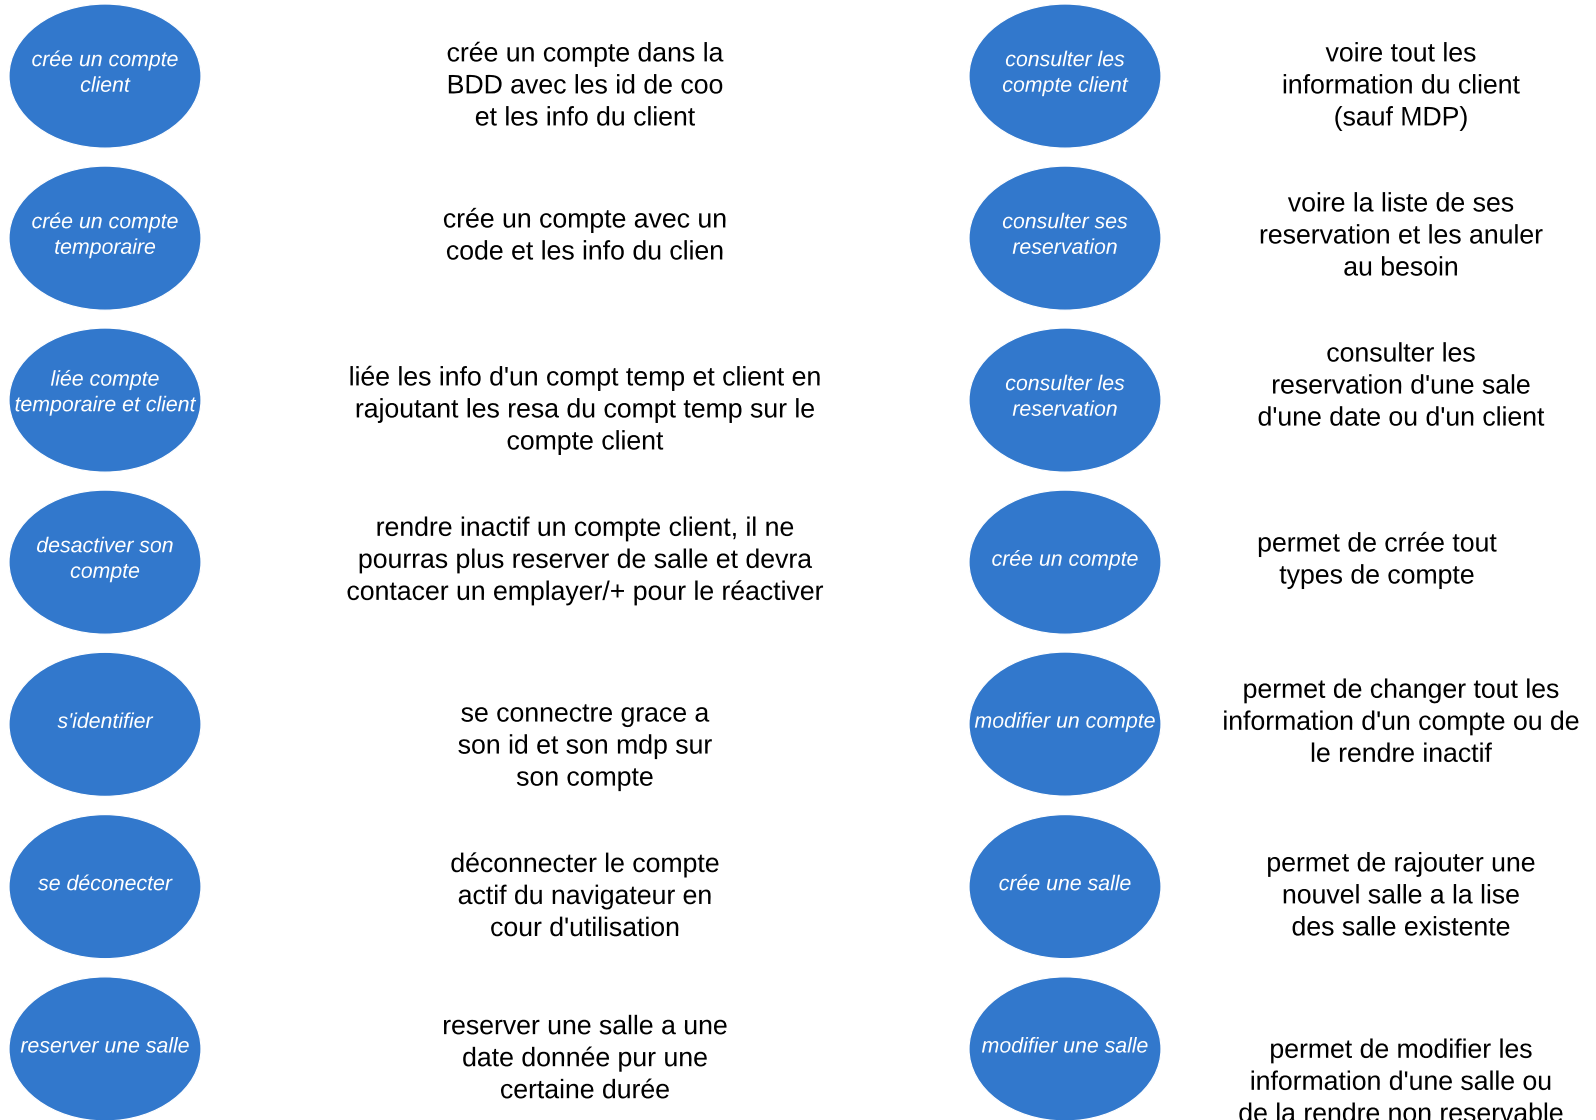 crée un compte
client
crée un compte dans la
BDD avec les id de coo
et les info du client
crée un compte
temporaire
crée un compte avec un
code et les info du clien
liée compte
temporaire et client
liée les info d'un compt temp et client en
rajoutant les resa du compt temp sur le
compte client
desactiver son
compte
rendre inactif un compte client, il ne
pourras plus reserver de salle et devra
contacer un employer/+ pour le réactiver
s'identifier
se connectre grace a
son id et son mdp sur
son compte
se déconecter
déconnecter le compte
actif du navigateur en
cour d'utilisation
reserver une salle
reserver une salle a une
date donnée pur une
certaine durée
consulter les
compte client
voire tout les
information du client
(sauf MDP)
consulter ses
reservation
voire la liste de ses
reservation et les anuler
au besoin
consulter les
reservation
consulter les
reservation d'une sale
d'une date ou d'un client
crée un compte
permet de crrée tout
types de compte
modifier un compte
permet de changer tout les
information d'un compte ou de
le rendre inactif
crée une salle
permet de rajouter une
nouvel salle a la lise
des salle existente
modifier une salle
permet de modifier les
information d'une salle ou
de la rendre non reservable